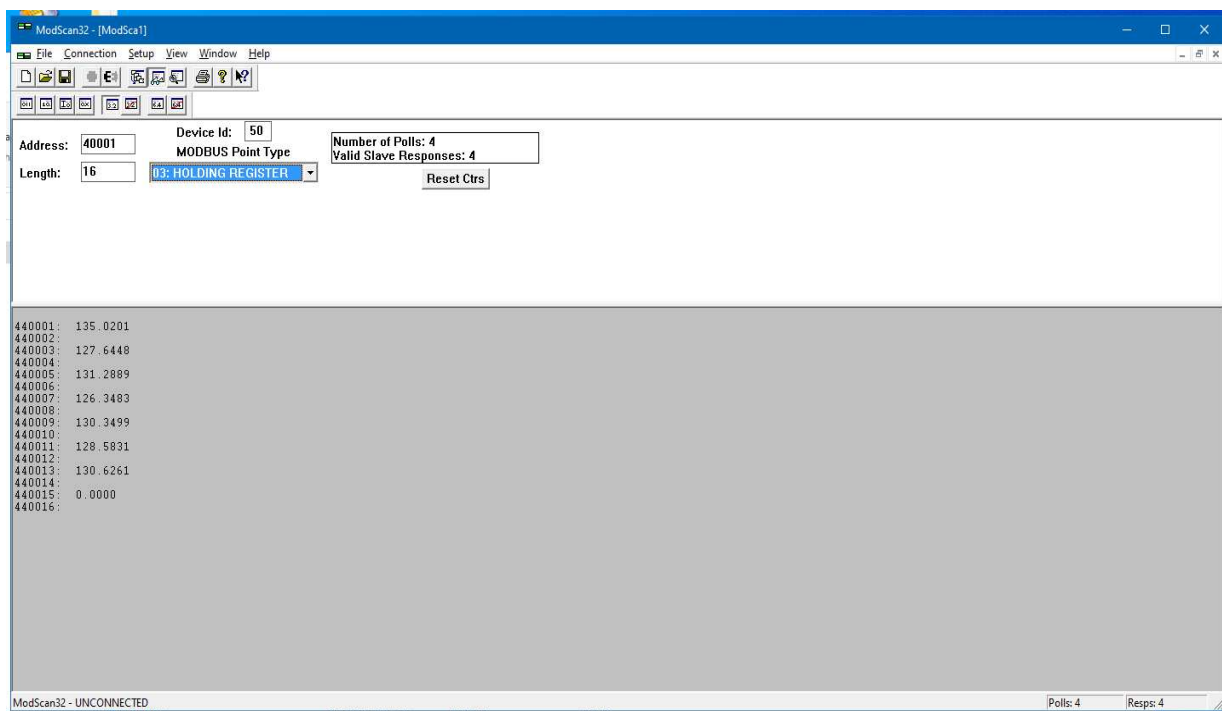 ModScan32 - [ModSca1]
File Connection Setup View Window Help
Address: 40001
Device Id: 50
MODBUS Point Type
Length: 16
03: HOLDING REGISTER
Number of Polls: 4
Valid Slave Responses: 4
Reset Ctrs
440001: 135.0201
440002:
440003: 127.6448
440004:
440005: 131.2889
440006:
440007: 126.3483
440008:
440009: 130.3499
440010:
440011: 128.5831
440012:
440013: 130.6261
440014:
440015: 0.0000
440016:
ModScan32 - UNCONNECTED
Polls: 4
Resps: 4